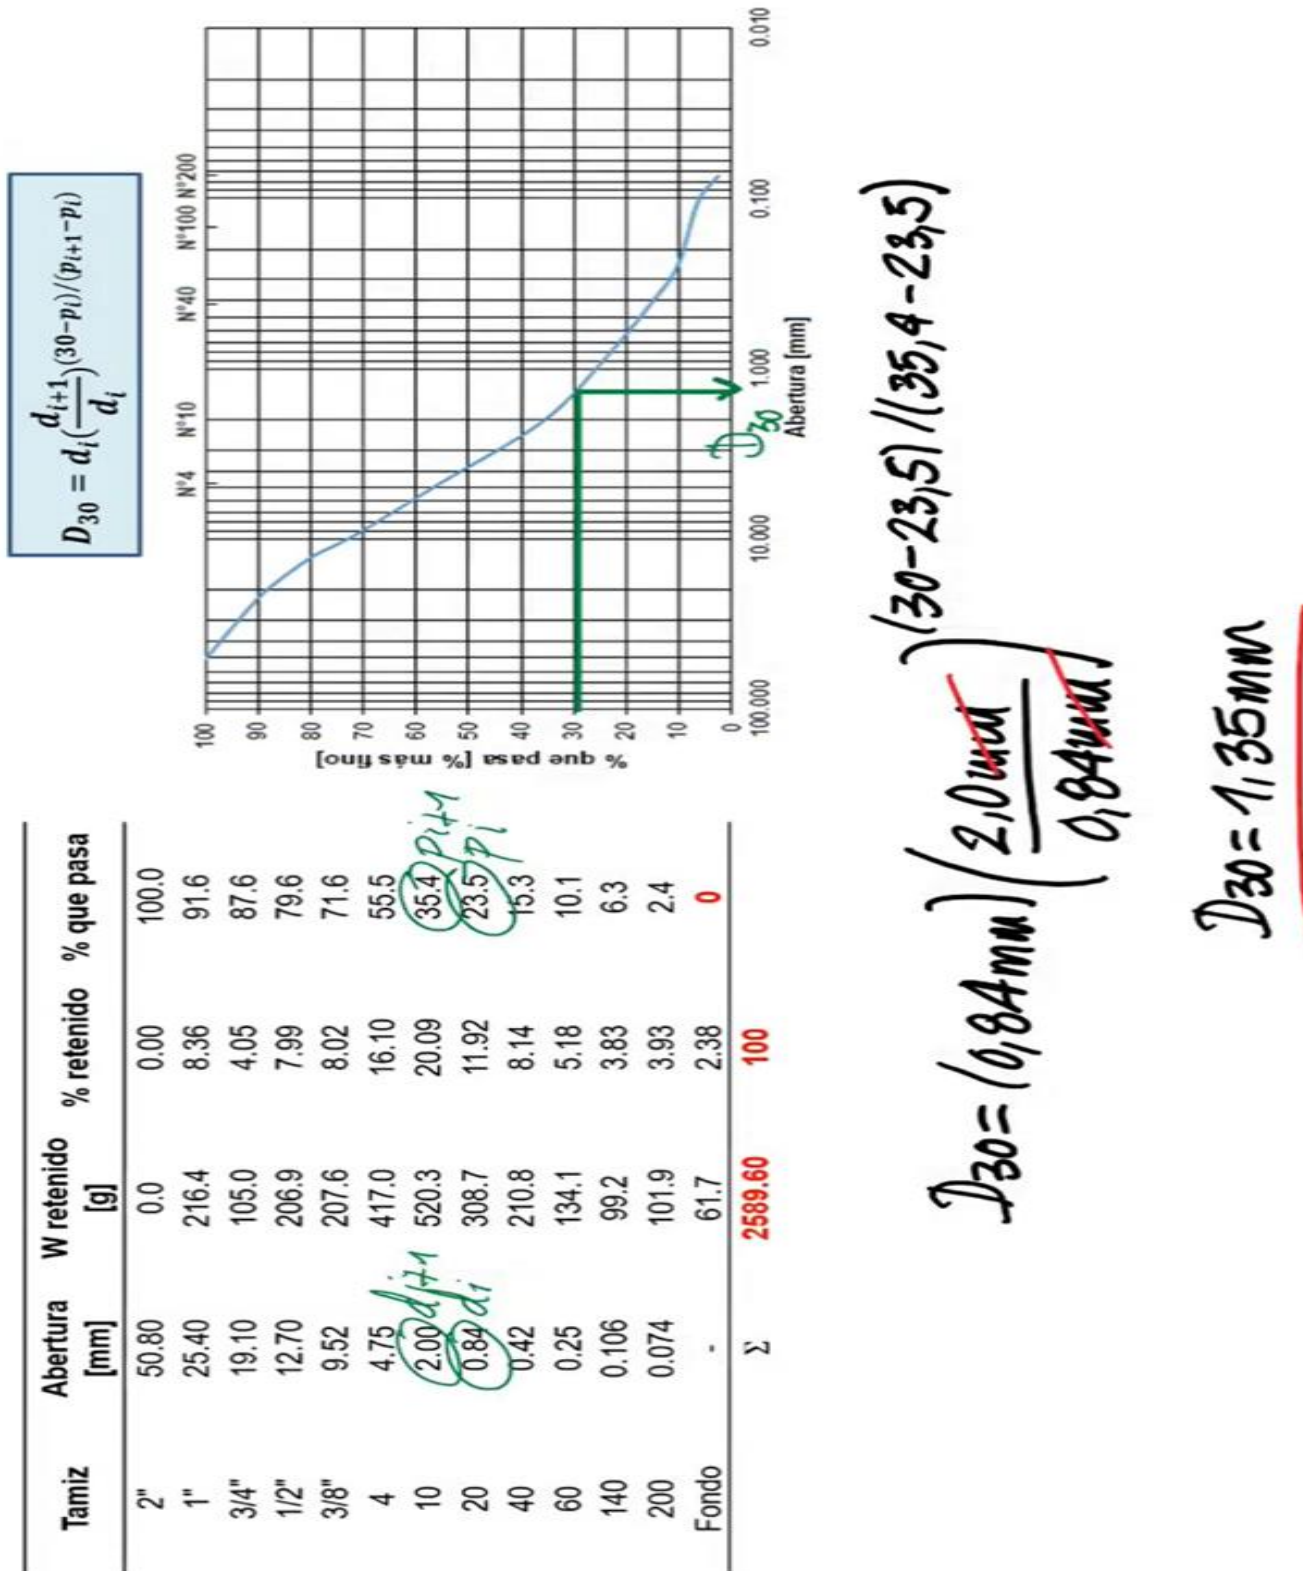 Tamiz Abertura [mm] W retenido [g] % retenido % que pasa
2" 50.80 0.0 0.00 100.0
1" 25.40 216.4 8.36 91.6
3/4" 19.10 105.0 4.05 87.6
1/2" 12.70 206.9 7.99 79.6
3/8" 9.52 207.6 8.02 71.6
4 4.75 417.0 16.10 55.5
10 2.00 dj+1 520.3 20.09 35.4 pi+1
20 0.84 di 308.7 11.92 23.5 pi
40 0.42 210.8 8.14 15.3
60 0.25 134.1 5.18 10.1
140 0.106 99.2 3.83 6.3
200 0.074 101.9 3.93 2.4
Fondo - 61.7 2.38 0
Σ 2589.60 100
D₃₀ = dᵢ(dᵢ₊₁/dᵢ)^(30−pᵢ)/(pᵢ₊₁−pᵢ)
N°4 N°10 N°40 N°100 N°200
100
90
80
70
60
50
40
30
20
10
0
% que pasa [% más fino]
100.000 10.000 1.000 0.100 0.010
D30
Abertura [mm]
D30 = (0,84mm)(2,0mm/0,84mm)^(30-23,5)/(35,4-23,5)
D30 = 1,35mm